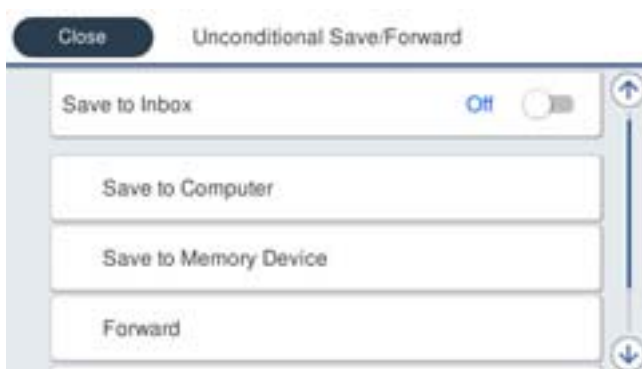 Close Unconditional Save/Forward
Save to Inbox Off
Save to Computer
Save to Memory Device
Forward